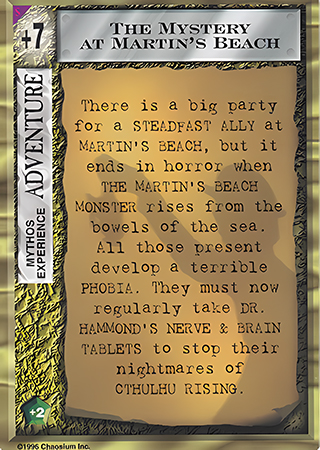 +7
THE MYSTERY
AT MARTIN'S BEACH
ADVENTURE
MYTHOS
EXPERIENCE
There is a big party
for a STEADFAST ALLY at
MARTIN'S BEACH, but it
ends in horror when
THE MARTIN'S BEACH
MONSTER rises from the
bowels of the sea.
All those present
develop a terrible
PHOBIA. They must now
regularly take DR.
HAMMOND'S NERVE & BRAIN
TABLETS to stop their
nightmares of
CTHULHU RISING.
+2
©1996 Chaosium Inc.